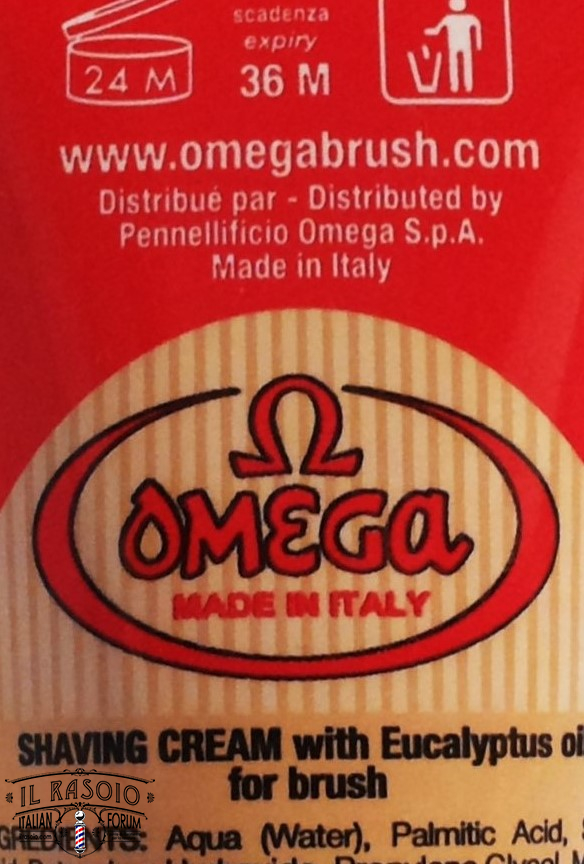 scadenza
expiry
24 M
36 M
www.omegabrush.com
Distribué par - Distributed by
Pennellificio Omega S.p.A.
Made in Italy
Ω
OMEGA
MADE IN ITALY
SHAVING CREAM with Eucalyptus oi
for brush
IL RASOIO
ITALIAN FORUM
Aqua (Water), Palmitic Acid,